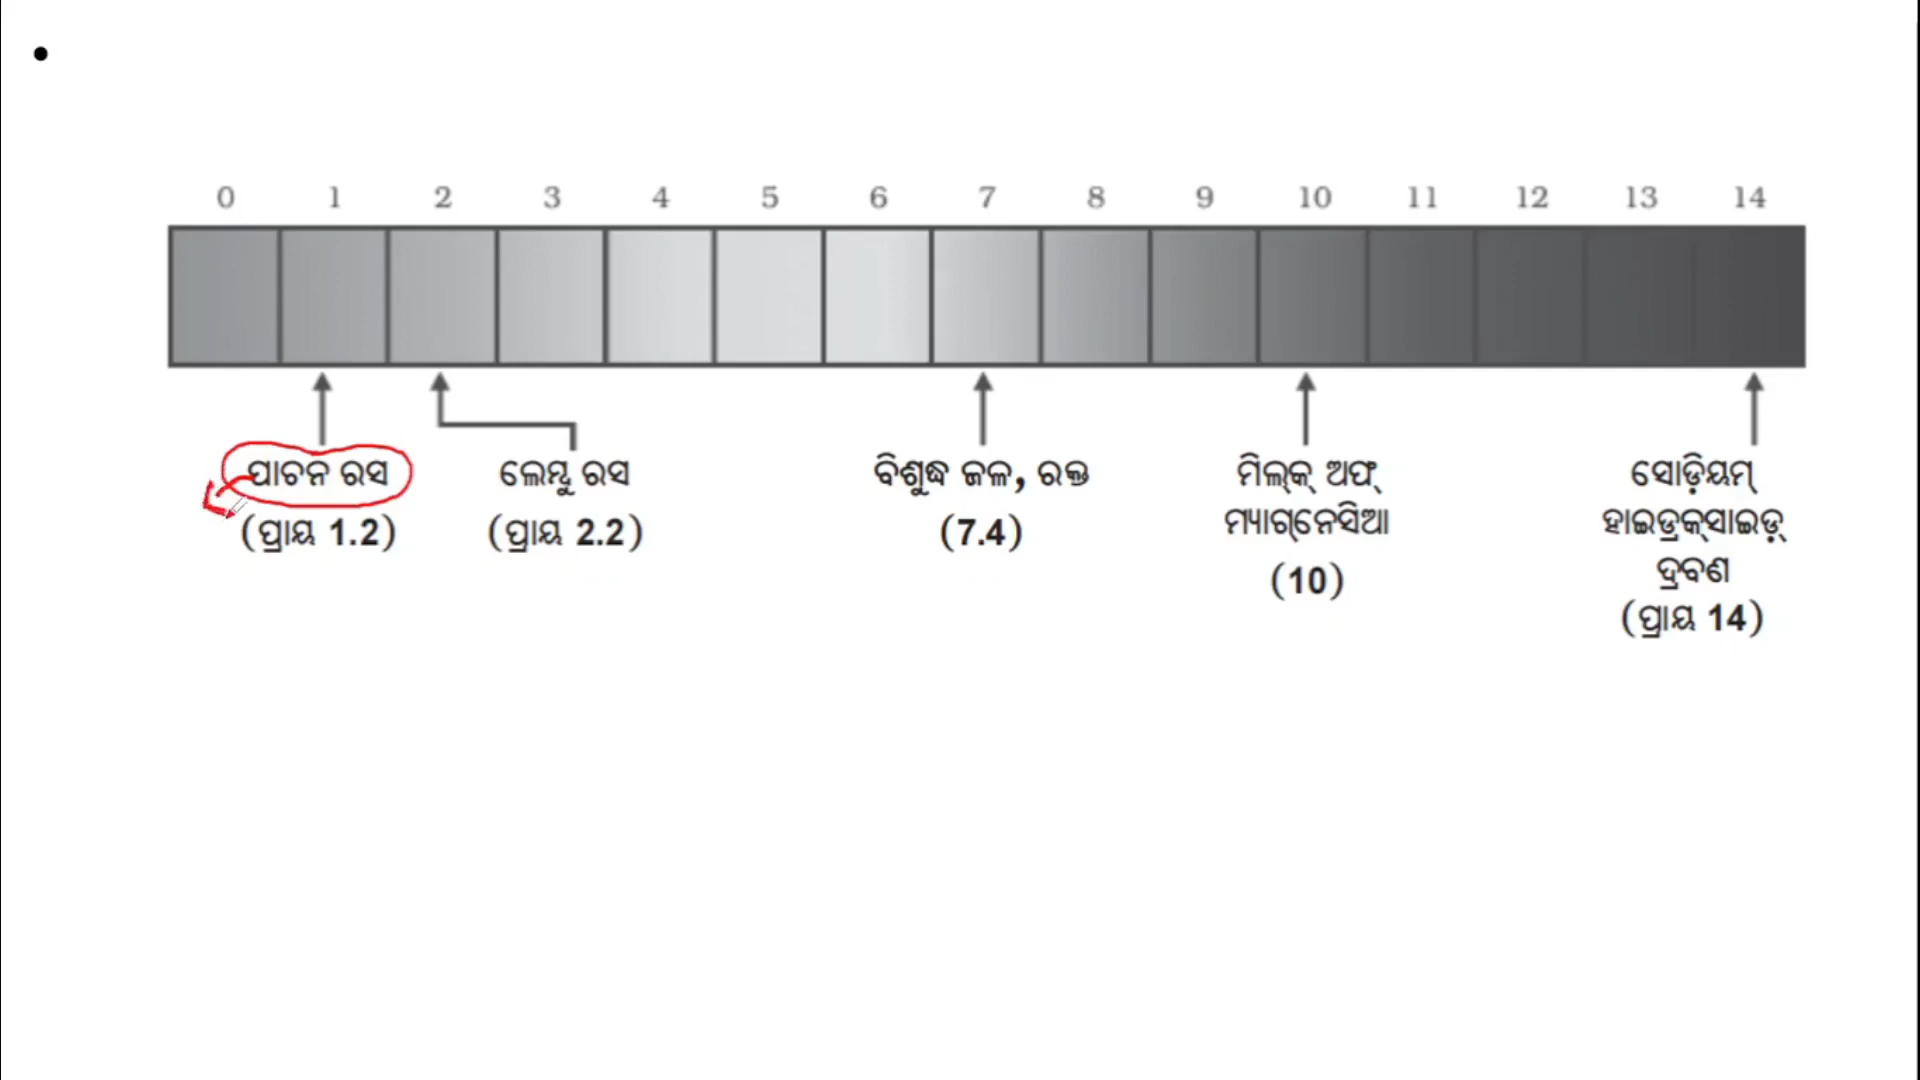 0 1 2 3 4 5 6 7 8 9 10 11 12 13 14
ପାଚନ ରସ
(ପ୍ରାୟ 1.2)
ଲେମ୍ବୁ ରସ
(ପ୍ରାୟ 2.2)
ବିଶୁଦ୍ଧ ଜଳ, ରକ୍ତ
(7.4)
ମିଲ୍‌କ୍ ଅଫ୍
ମ୍ୟାଗ୍‌ନେସିଆ
(10)
ସୋଡ଼ିୟମ୍
ହାଇଡ୍ରକ୍‌ସାଇଡ଼୍
ଦ୍ରବଣ
(ପ୍ରାୟ 14)